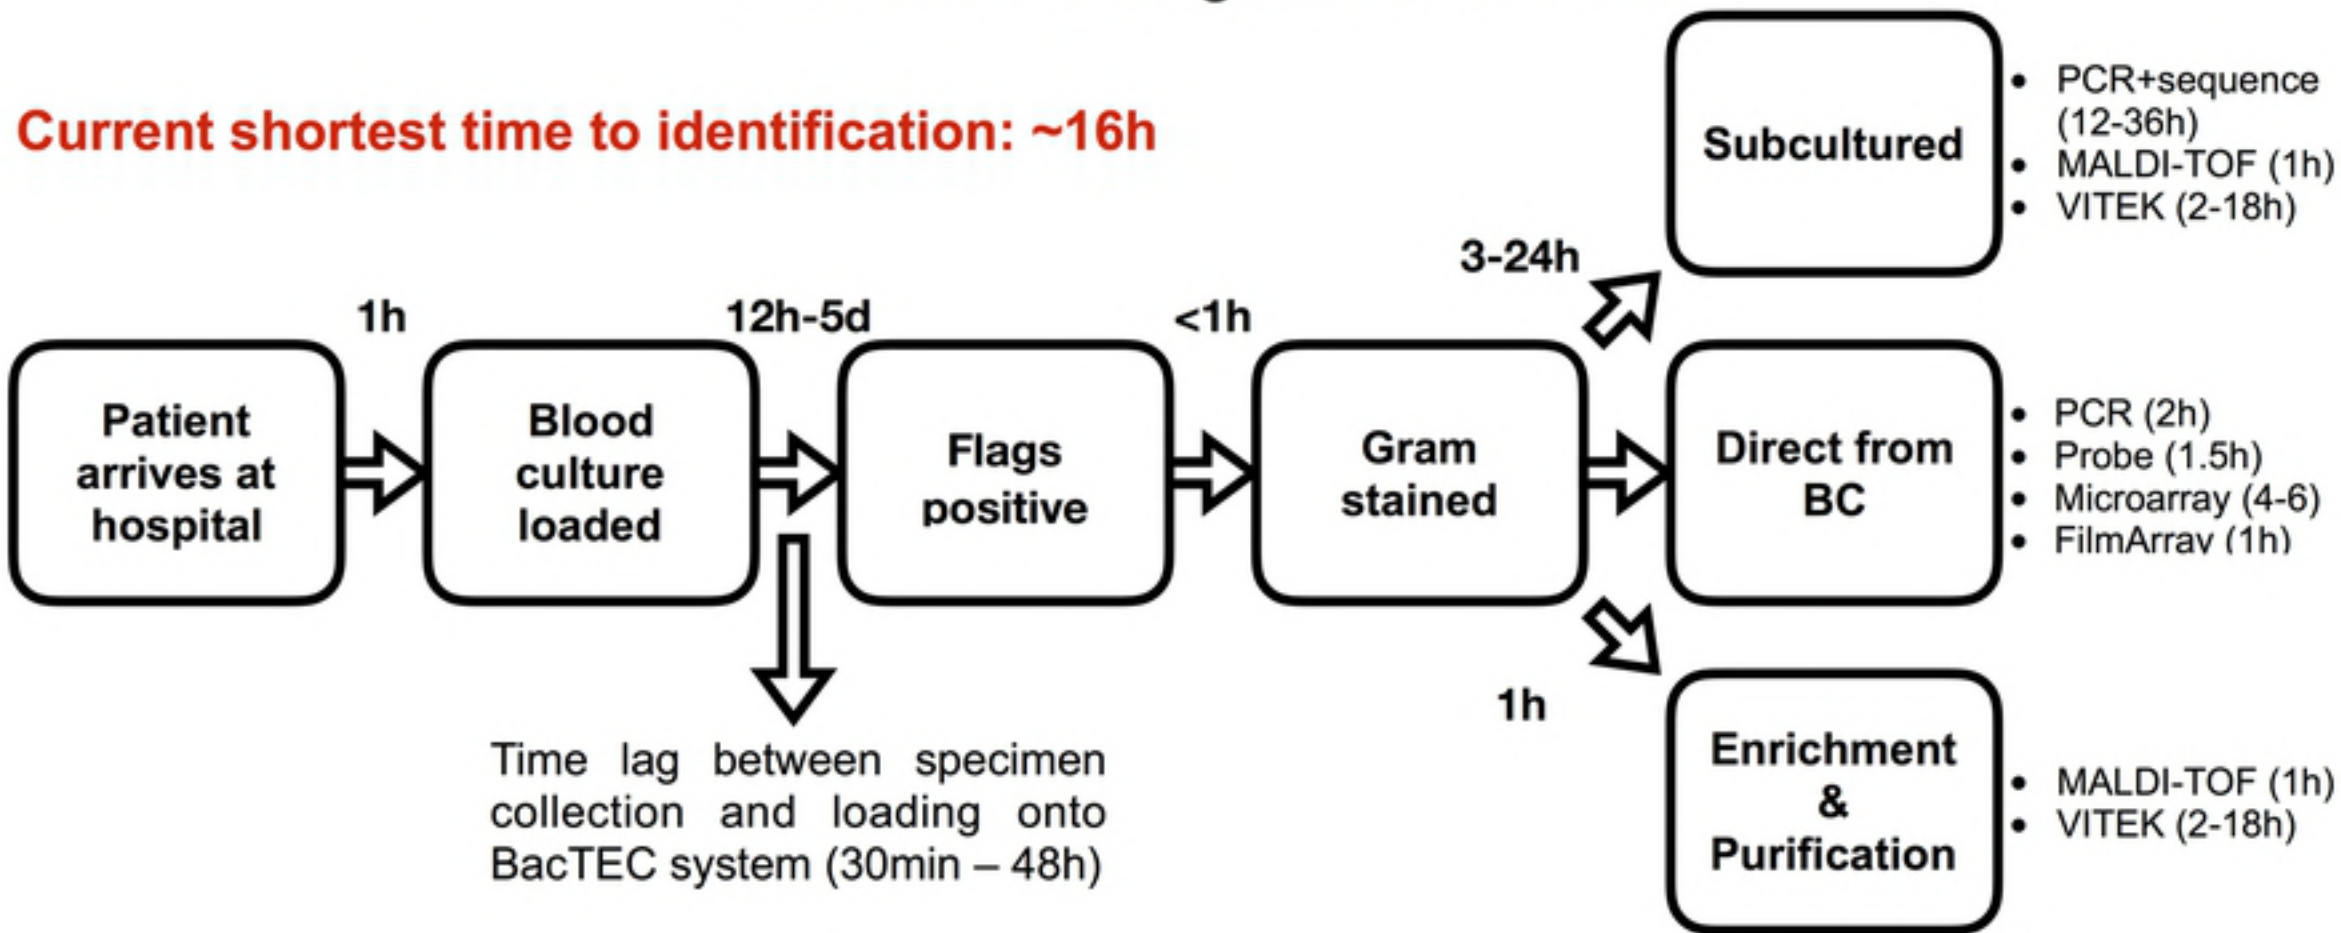 Current shortest time to identification: ~16h
Patient
arrives at
hospital
1h
Blood
culture
loaded
12h-5d
Time lag between specimen
collection and loading onto
BacTEC system (30min – 48h)
Flags
positive
<1h
Gram
stained
3-24h
Subcultured
• PCR+sequence
(12-36h)
• MALDI-TOF (1h)
• VITEK (2-18h)
Direct from
BC
• PCR (2h)
• Probe (1.5h)
• Microarray (4-6)
• FilmArray (1h)
1h
Enrichment
&
Purification
• MALDI-TOF (1h)
• VITEK (2-18h)